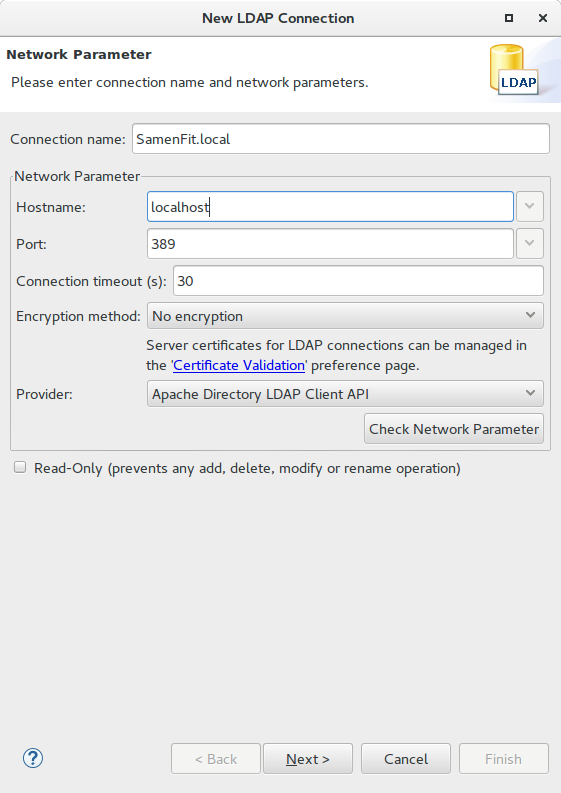 New LDAP Connection
Network Parameter
Please enter connection name and network parameters.
LDAP
Connection name: SamenFit.local
Network Parameter
Hostname: localhost
Port: 389
Connection timeout (s): 30
Encryption method: No encryption
Server certificates for LDAP connections can be managed in
the 'Certificate Validation' preference page.
Provider: Apache Directory LDAP Client API
Check Network Parameter
Read-Only (prevents any add, delete, modify or rename operation)
? < Back Next > Cancel Finish